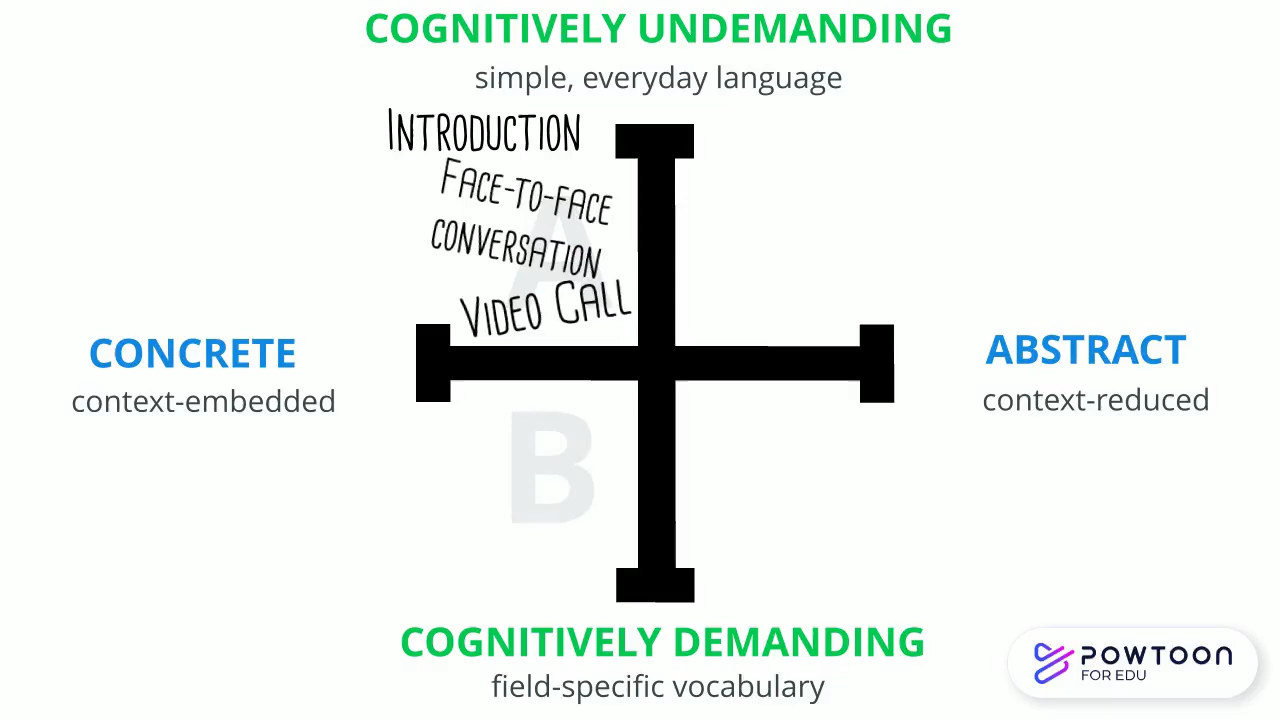 COGNITIVELY UNDEMANDING
simple, everyday language
INTRODUCTION
FACE-TO-FACE
CONVERSATION
VIDEO CALL
A
CONCRETE
context-embedded
ABSTRACT
context-reduced
B
COGNITIVELY DEMANDING
field-specific vocabulary
POWTOON
FOR EDU